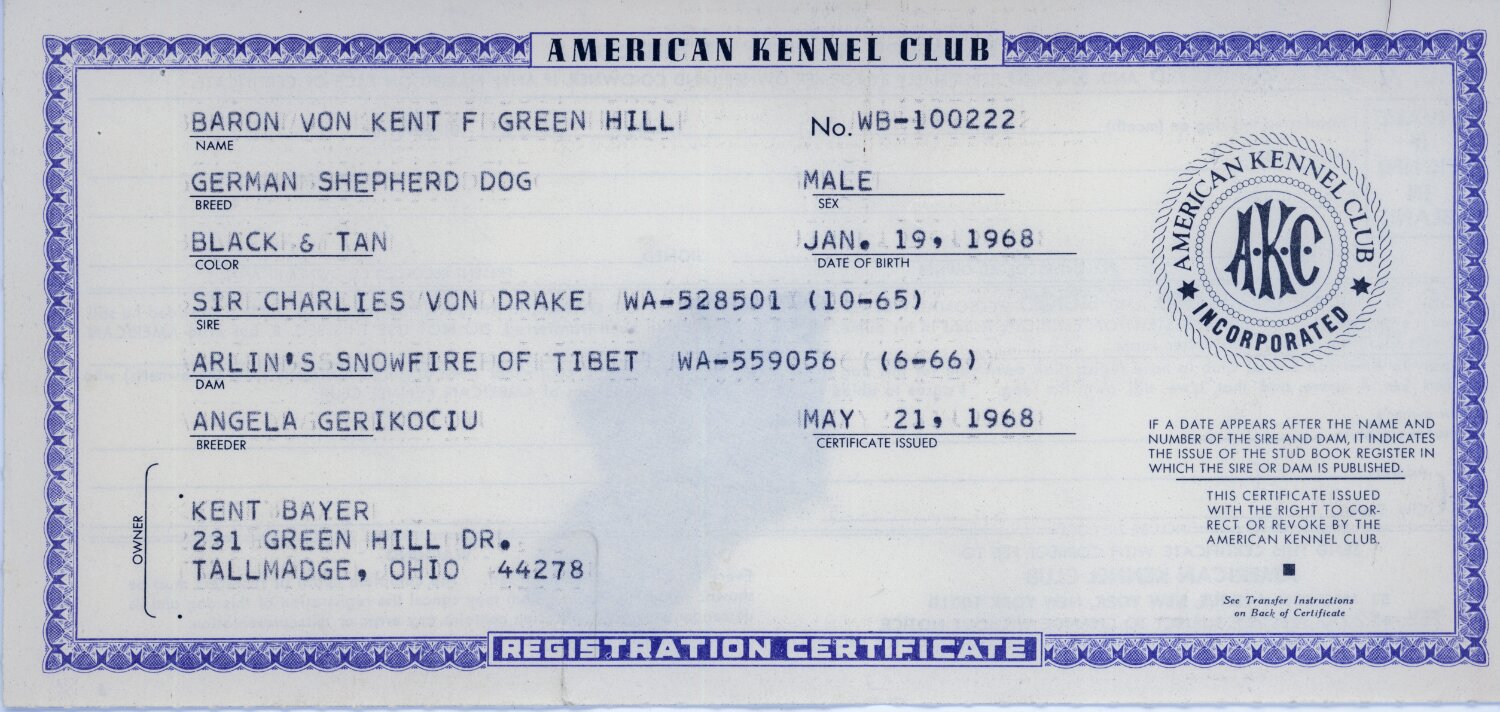 AMERICAN KENNEL CLUB
BARON VON KENT F GREEN HILL
NAME
No. WB-100222
GERMAN SHEPHERD DOG
BREED
MALE
SEX
BLACK & TAN
COLOR
JAN. 19, 1968
DATE OF BIRTH
SIR CHARLIES VON DRAKE WA-528501 (10-65)
SIRE
ARLIN'S SNOWFIRE OF TIBET WA-559056 (6-66)
DAM
ANGELA GERIKOCIU
BREEDER
MAY 21, 1968
CERTIFICATE ISSUED
OWNER
KENT BAYER
231 GREEN HILL DR.
TALLMADGE, OHIO 44278
AMERICAN KENNEL CLUB
A·K·C
★ INCORPORATED ★
IF A DATE APPEARS AFTER THE NAME AND
NUMBER OF THE SIRE AND DAM, IT INDICATES
THE ISSUE OF THE STUD BOOK REGISTER IN
WHICH THE SIRE OR DAM IS PUBLISHED.
THIS CERTIFICATE ISSUED
WITH THE RIGHT TO COR-
RECT OR REVOKE BY THE
AMERICAN KENNEL CLUB.
See Transfer Instructions
on Back of Certificate
REGISTRATION CERTIFICATE